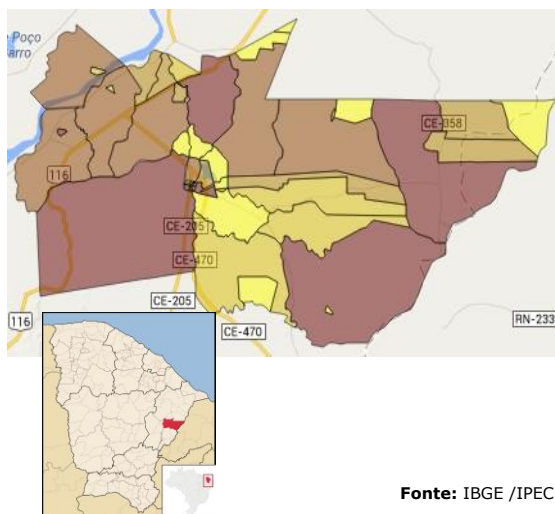 Poço
arro
CE-358
116
CE-205
CE-470
CE-205
116
CE-470
RN-233
Fonte: IBGE /IPEC